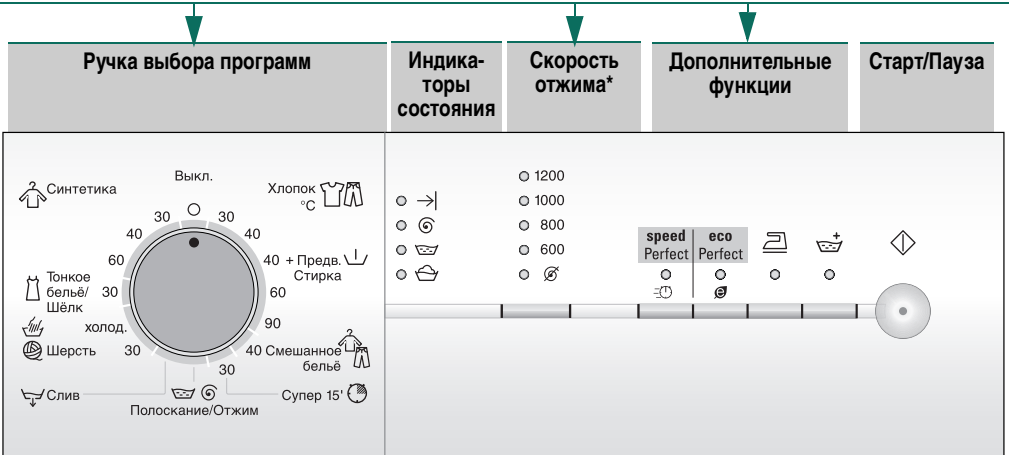 Ручка выбора программ
Индика-
торы
состояния
Скорость
отжима*
Дополнительные
функции
Старт/Пауза
Выкл.
Синтетика
Хлопок
°C
30
40
60
30
40
+ Предв.
Стирка
60
90
Тонкое
бельё/
Шёлк
30
холод.
Шерсть
30
40 Смешанное
бельё
30
Слив
Супер 15'
Полоскание/Отжим
1200
1000
800
600
speed
Perfect
eco
Perfect